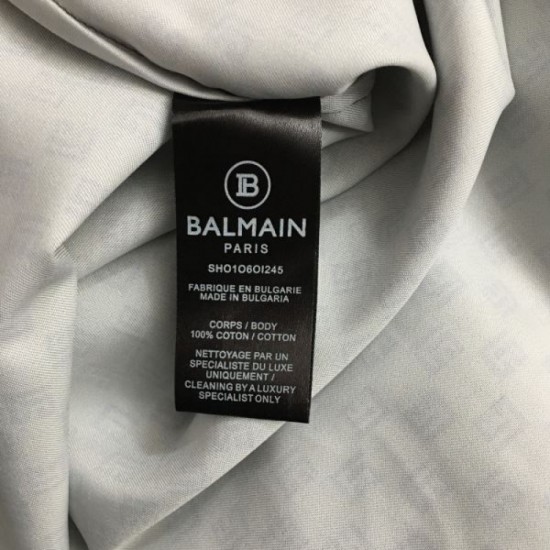 B
BALMAIN
PARIS
SHO1O6OI245
FABRIQUE EN BULGARIE
MADE IN BULGARIA
CORPS / BODY
100% COTON / COTTON
NETTOYAGE PAR UN
SPECIALISTE DU LUXE
UNIQUEMENT /
CLEANING BY A LUXURY
SPECIALIST ONLY